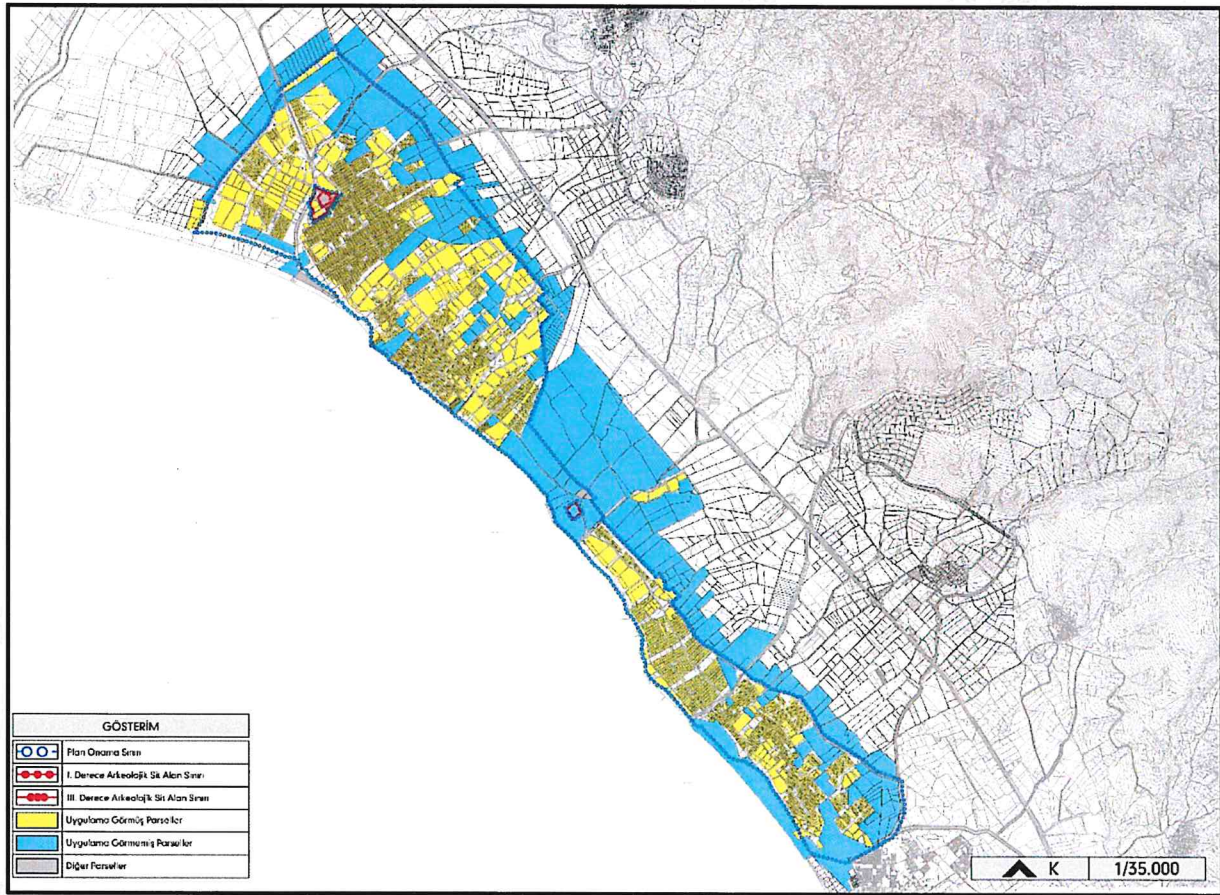 GÖSTERİM
Plan Onama Sınırı
I. Derece Arkeolojik Sit Alan Sınırı
III. Derece Arkeolojik Sit Alan Sınırı
Uygulama Görmüş Parseller
Uygulama Görmemiş Parseller
Diğer Parseller
K 1/35.000